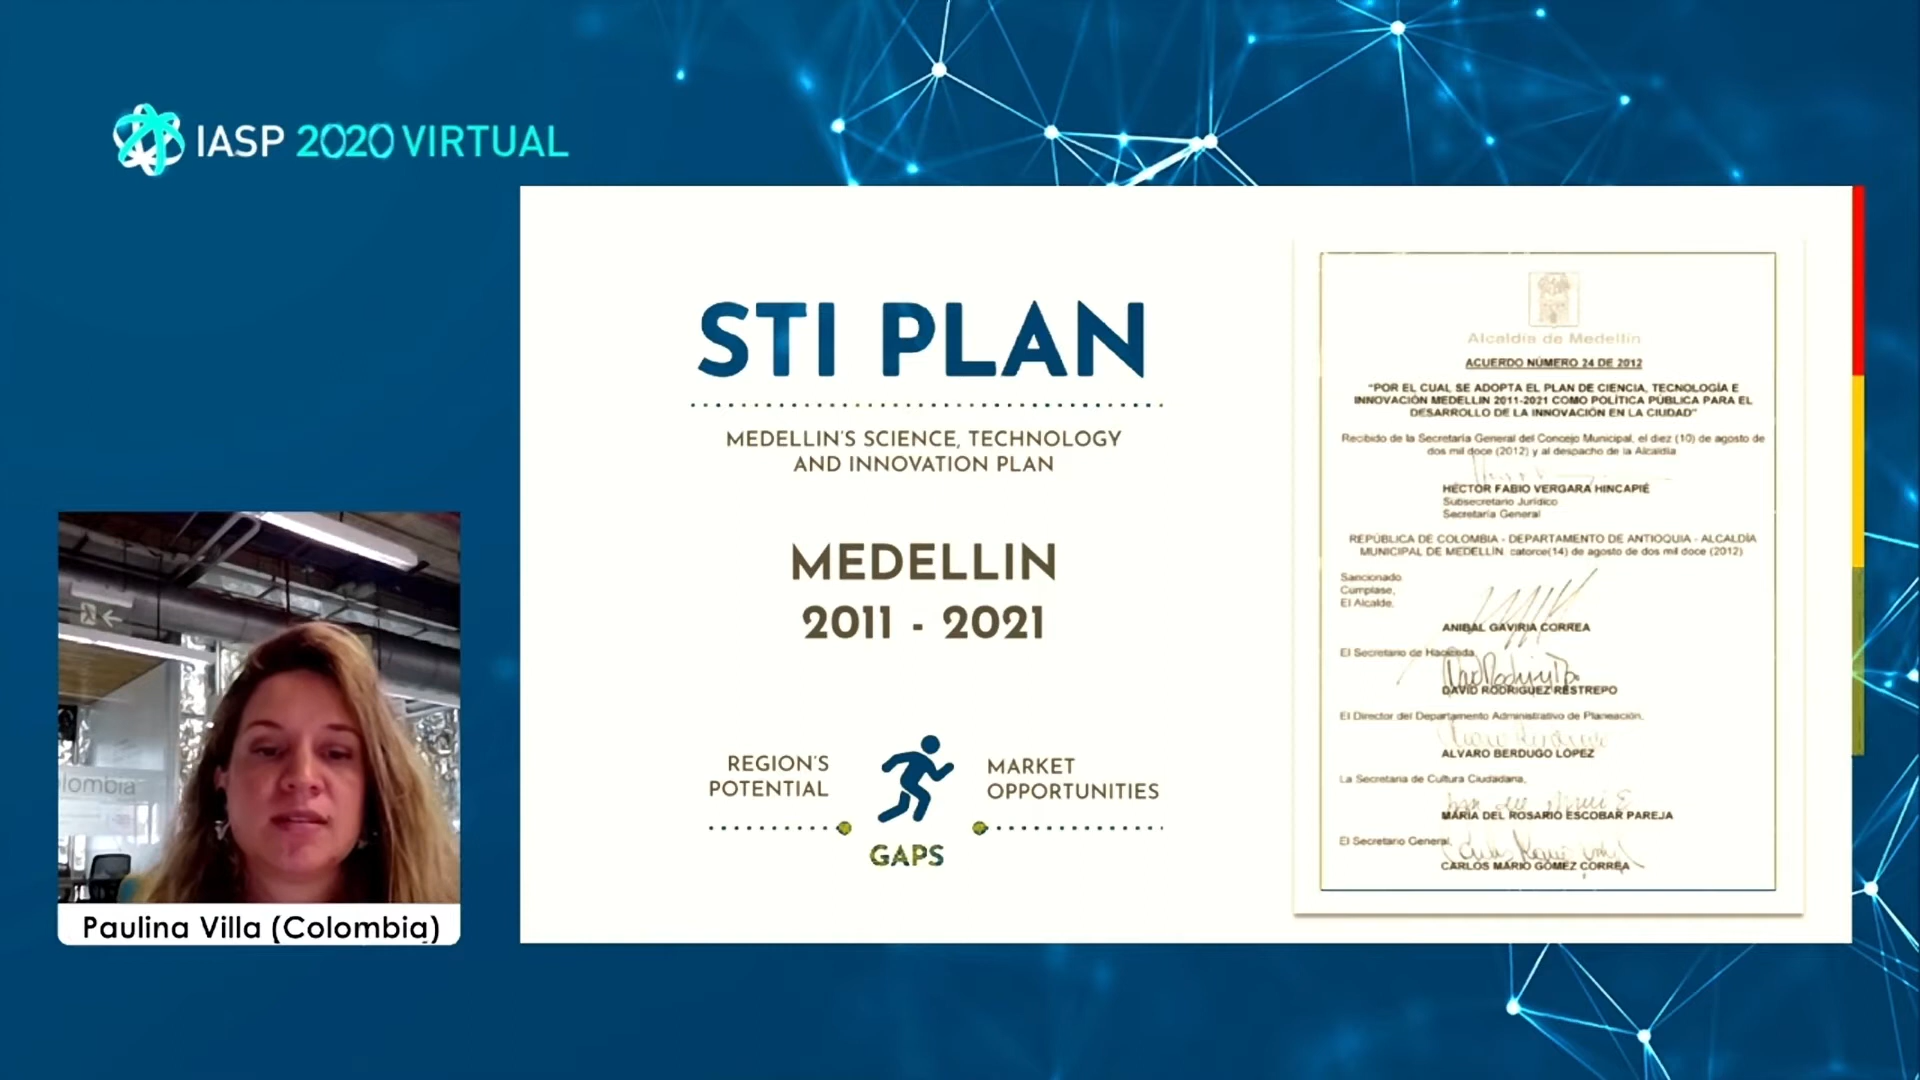 IASP 2020 VIRTUAL
STI PLAN
MEDELLIN'S SCIENCE, TECHNOLOGY
AND INNOVATION PLAN
MEDELLIN
2011 - 2021
REGION'S
POTENTIAL
MARKET
OPPORTUNITIES
GAPS
Alcaldía de Medellín
ACUERDO NÚMERO 24 DE 2012
"POR EL CUAL SE ADOPTA EL PLAN DE CIENCIA, TECNOLOGÍA E
INNOVACIÓN MEDELLIN 2011-2021 COMO POLÍTICA PÚBLICA PARA EL
DESARROLLO DE LA INNOVACIÓN EN LA CIUDAD"
Recibido de la Secretaría General del Concejo Municipal, el diez (10) de agosto de
dos mil doce (2012) y al despacho de la Alcaldía
HÉCTOR FABIO VERGARA HINCAPIÉ
Subsecretario Jurídico
Secretaría General
REPÚBLICA DE COLOMBIA - DEPARTAMENTO DE ANTIOQUIA - ALCALDÍA
MUNICIPAL DE MEDELLÍN. catorce(14) de agosto de dos mil doce (2012)
Sancionado
Cumplase,
El Alcalde,
ANIBAL GAVIRIA CORREA
El Secretario de Hacienda,
DAVID RODRIGUEZ RESTREPO
El Director del Departamento Administrativo de Planeación,
ALVARO BERDUGO LÓPEZ
La Secretaria de Cultura Ciudadana,
MARÍA DEL ROSARIO ESCOBAR PAREJA
El Secretario General,
CARLOS MARIO GÓMEZ CORREA
olombia
Paulina Villa (Colombia)